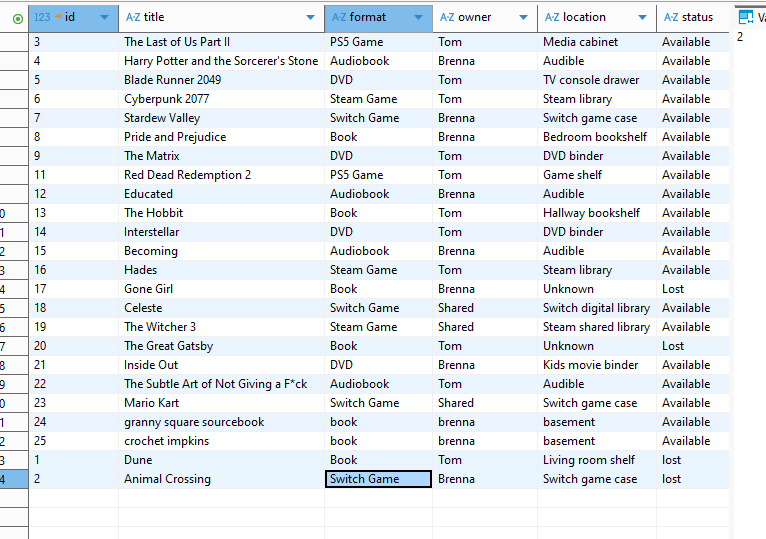 123 id A-Z title A-Z format A-Z owner A-Z location A-Z status
3 The Last of Us Part II PS5 Game Tom Media cabinet Available
2
4 Harry Potter and the Sorcerer's Stone Audiobook Brenna Audible Available
5 Blade Runner 2049 DVD Tom TV console drawer Available
6 Cyberpunk 2077 Steam Game Tom Steam library Available
7 Stardew Valley Switch Game Brenna Switch game case Available
8 Pride and Prejudice Book Brenna Bedroom bookshelf Available
9 The Matrix DVD Tom DVD binder Available
11 Red Dead Redemption 2 PS5 Game Tom Game shelf Available
12 Educated Audiobook Brenna Audible Available
0 13 The Hobbit Book Tom Hallway bookshelf Available
1 14 Interstellar DVD Tom DVD binder Available
2 15 Becoming Audiobook Brenna Audible Available
3 16 Hades Steam Game Tom Steam library Available
4 17 Gone Girl Book Brenna Unknown Lost
5 18 Celeste Switch Game Shared Switch digital library Available
6 19 The Witcher 3 Steam Game Shared Steam shared library Available
7 20 The Great Gatsby Book Tom Unknown Lost
8 21 Inside Out DVD Brenna Kids movie binder Available
9 22 The Subtle Art of Not Giving a F*ck Audiobook Tom Audible Available
0 23 Mario Kart Switch Game Shared Switch game case Available
1 24 granny square sourcebook book brenna basement Available
2 25 crochet impkins book brenna basement Available
3 1 Dune Book Tom Living room shelf lost
4 2 Animal Crossing Switch Game Brenna Switch game case lost